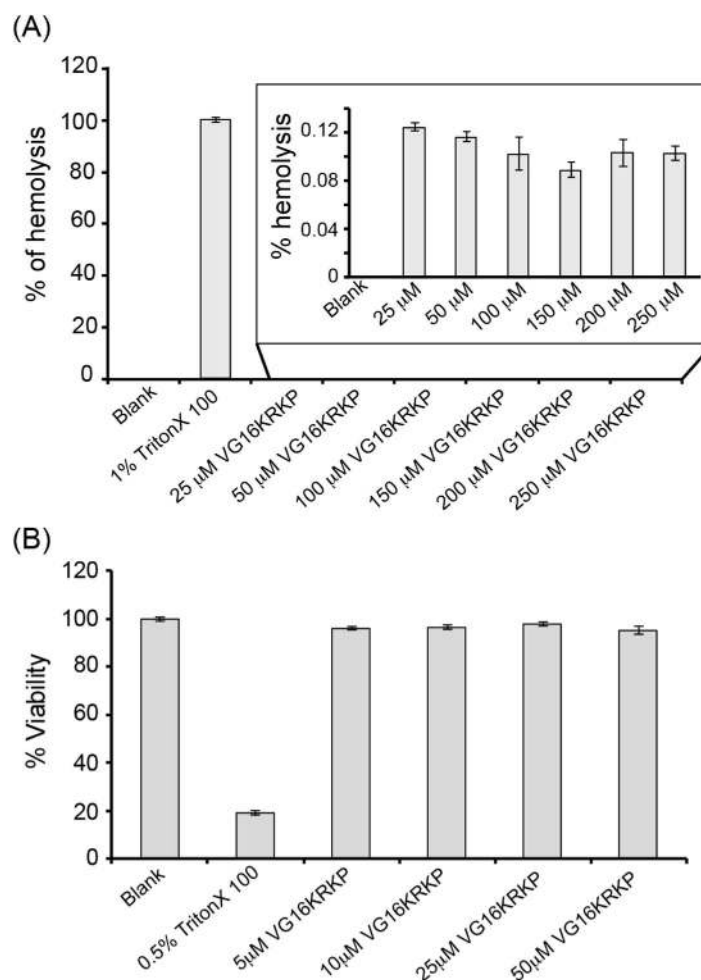 (A)
% of hemolysis
120
100
80
60
40
20
0
% hemolysis
0.12
0.08
0.04
0
Blank
25 µM
50 µM
100 µM
150 µM
200 µM
250 µM
Blank
1% TritonX 100
25 µM VG16KRKP
50 µM VG16KRKP
100 µM VG16KRKP
150 µM VG16KRKP
200 µM VG16KRKP
250 µM VG16KRKP
(B)
% Viability
120
100
80
60
40
20
0
Blank
0.5% TritonX 100
5µM VG16KRKP
10µM VG16KRKP
25µM VG16KRKP
50µM VG16KRKP